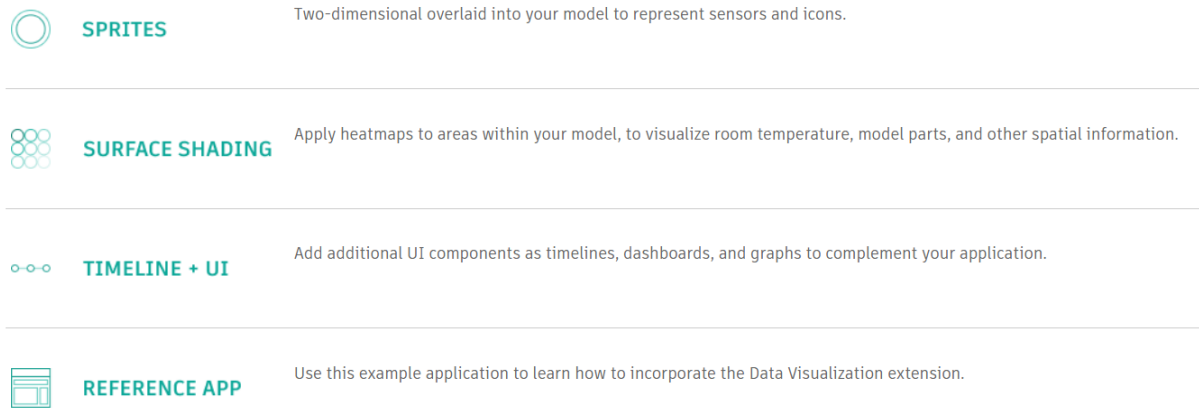 SPRITES
Two-dimensional overlaid into your model to represent sensors and icons.
SURFACE SHADING
Apply heatmaps to areas within your model, to visualize room temperature, model parts, and other spatial information.
TIMELINE + UI
Add additional UI components as timelines, dashboards, and graphs to complement your application.
REFERENCE APP
Use this example application to learn how to incorporate the Data Visualization extension.